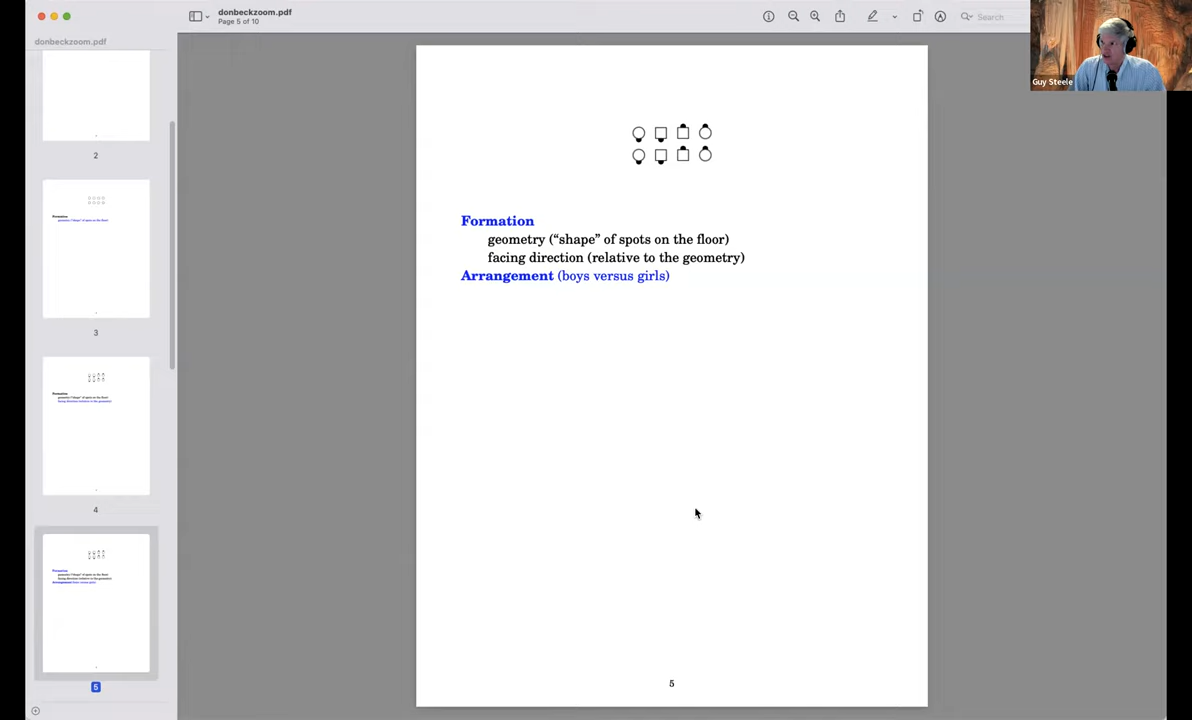 donbeckzoom.pdf
Page 5 of 10
Search
donbeckzoom.pdf
2
3
4
5
Formation
geometry (“shape” of spots on the floor)
facing direction (relative to the geometry)
Arrangement (boys versus girls)
5
Guy Steele